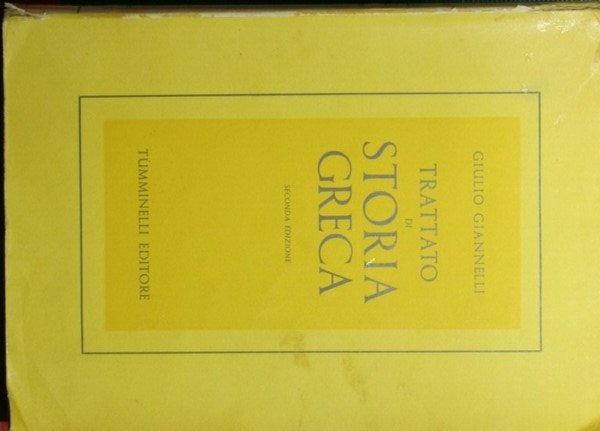 GIULIO GIANNELLI
TRATTATO
DI
STORIA
GRECA
SECONDA EDIZIONE
TUMMINELLI EDITORE